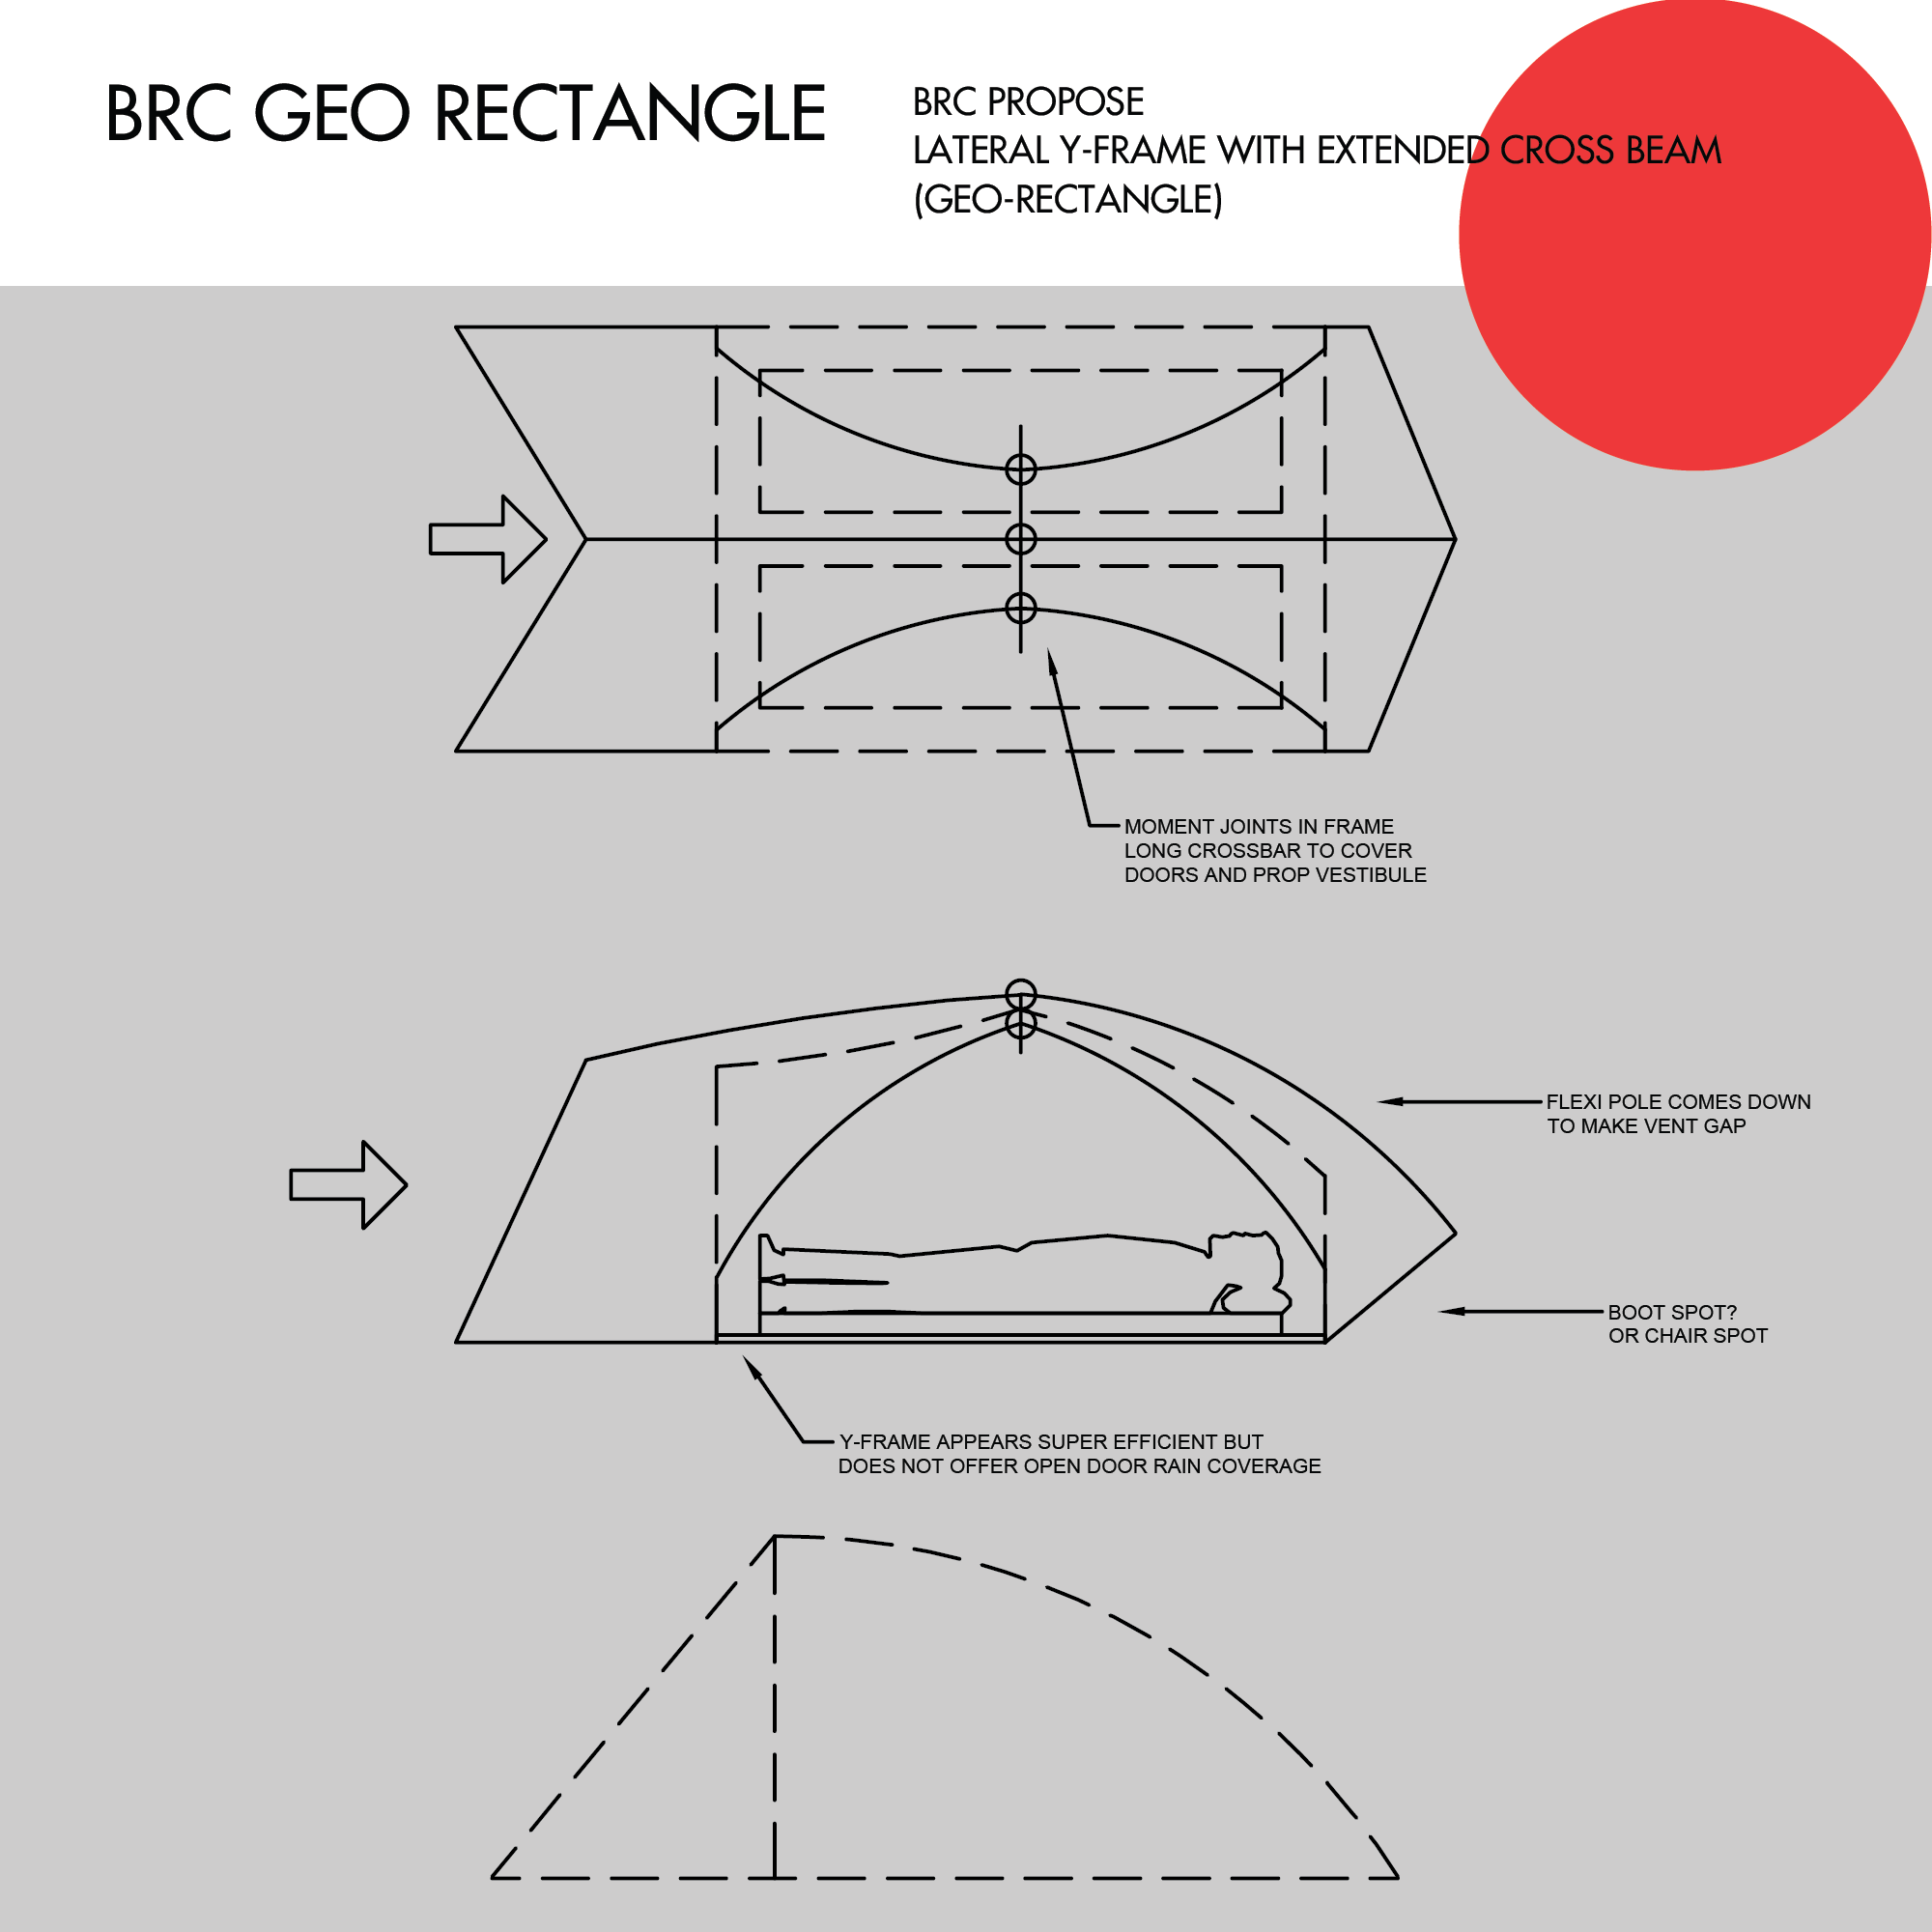 BRC GEO RECTANGLE
BRC PROPOSE
LATERAL Y-FRAME WITH EXTENDED CROSS BEAM
(GEO-RECTANGLE)
MOMENT JOINTS IN FRAME
LONG CROSSBAR TO COVER
DOORS AND PROP VESTIBULE
FLEXI POLE COMES DOWN
TO MAKE VENT GAP
BOOT SPOT?
OR CHAIR SPOT
Y-FRAME APPEARS SUPER EFFICIENT BUT
DOES NOT OFFER OPEN DOOR RAIN COVERAGE